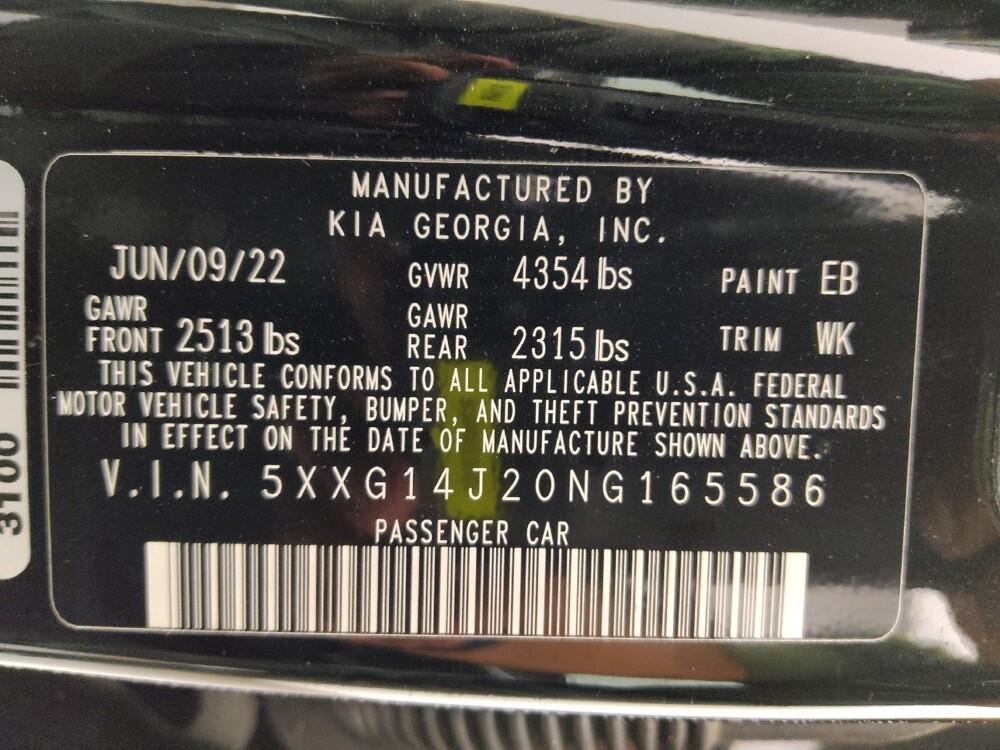 MANUFACTURED BY
KIA GEORGIA, INC.
JUN/09/22 GVWR 4354 lbs PAINT EB
GAWR FRONT 2513 lbs GAWR REAR 2315 lbs TRIM WK
THIS VEHICLE CONFORMS TO ALL APPLICABLE U.S.A. FEDERAL
MOTOR VEHICLE SAFETY, BUMPER, AND THEFT PREVENTION STANDARDS
IN EFFECT ON THE DATE OF MANUFACTURE SHOWN ABOVE.
V.I.N. 5XXG14J20NG165586
PASSENGER CAR
3100